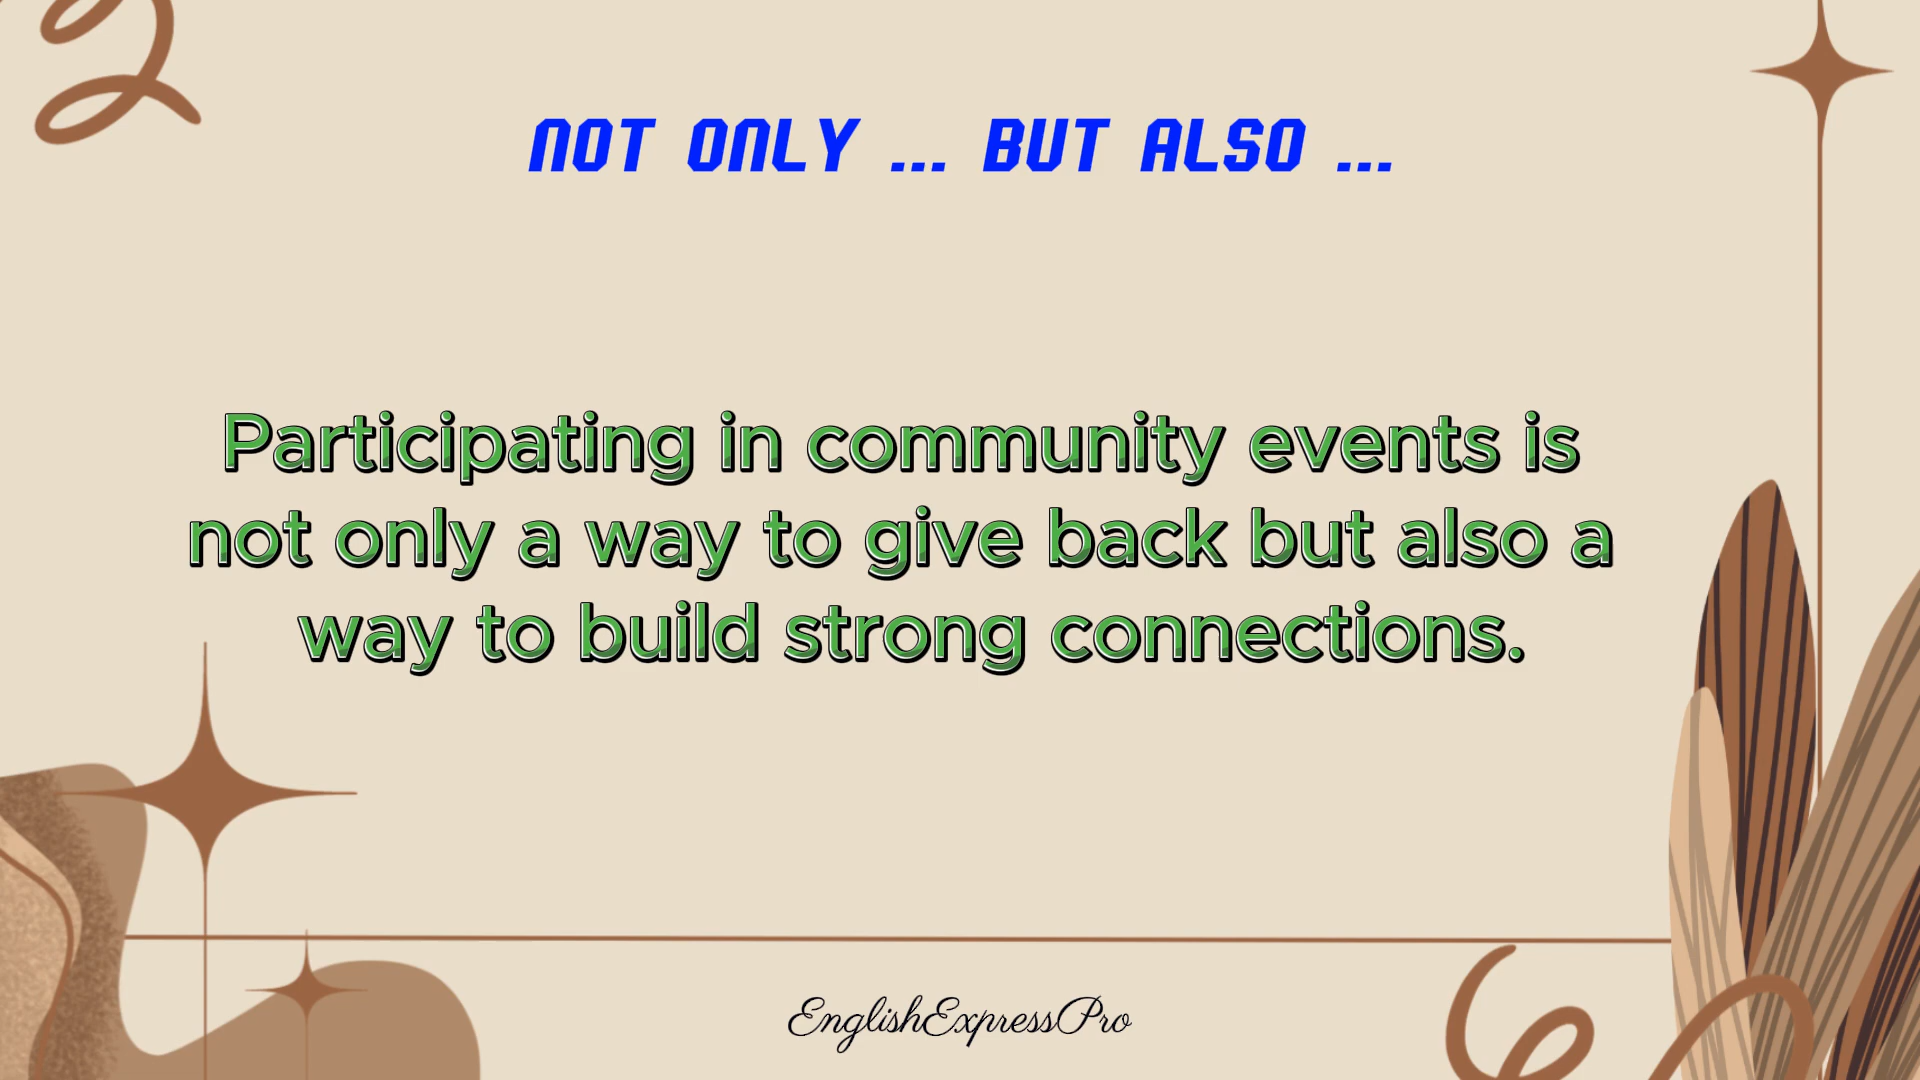 NOT ONLY ... BUT ALSO ...
Participating in community events is
not only a way to give back but also a
way to build strong connections.
EnglishExpressPro